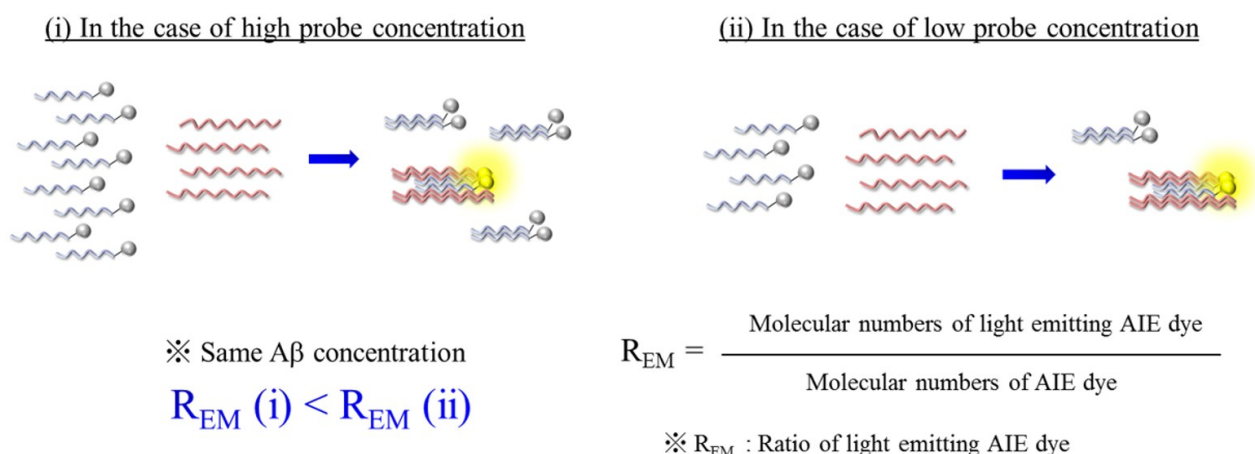 (i) In the case of high probe concentration
(ii) In the case of low probe concentration
※ Same Aβ concentration
R_EM (i) < R_EM (ii)
R_EM =
Molecular numbers of light emitting AIE dye
Molecular numbers of AIE dye
※ R_EM : Ratio of light emitting AIE dye